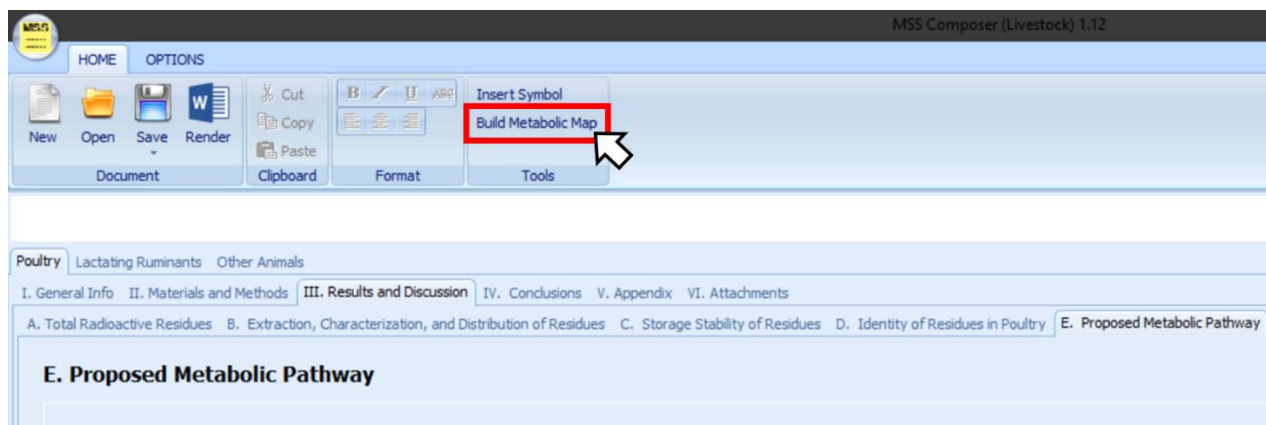 MSS Composer (Livestock) 1.12
MSS
HOME OPTIONS
New Open Save Render
Cut
Copy
Paste
B I U ABC
Insert Symbol
Build Metabolic Map
Document Clipboard Format Tools
Poultry Lactating Ruminants Other Animals
I. General Info II. Materials and Methods III. Results and Discussion IV. Conclusions V. Appendix VI. Attachments
A. Total Radioactive Residues B. Extraction, Characterization, and Distribution of Residues C. Storage Stability of Residues D. Identity of Residues in Poultry E. Proposed Metabolic Pathway
E. Proposed Metabolic Pathway